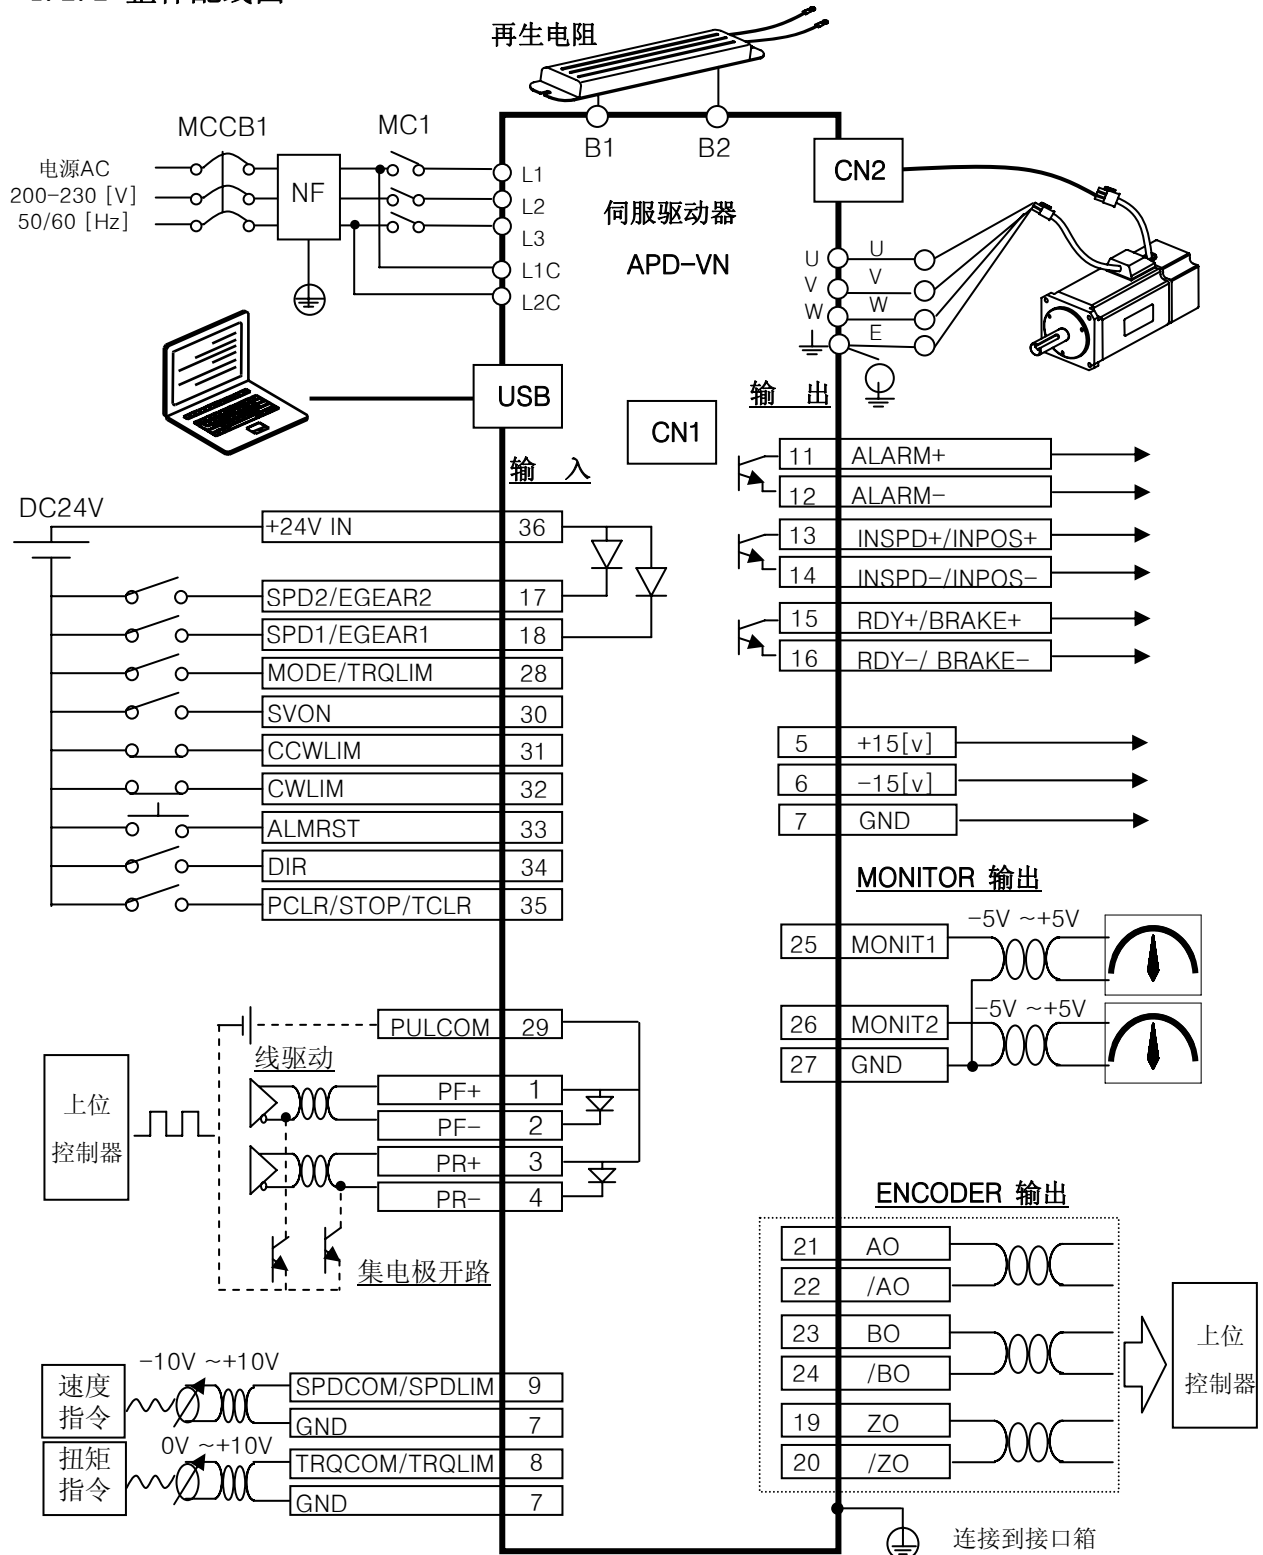 再生电阻
MCCB1
MC1
B1
B2
CN2
电源AC
200-230 [V]
50/60 [Hz]
NF
L1
L2
L3
L1C
L2C
伺服驱动器
APD-VN
U
V
W
U
V
W
E
USB
CN1
输 出
输 入
11 ALARM+
12 ALARM-
13 INSPD+/INPOS+
14 INSPD-/INPOS-
15 RDY+/BRAKE+
16 RDY-/ BRAKE-
DC24V
+24V IN 36
SPD2/EGEAR2 17
SPD1/EGEAR1 18
MODE/TRQLIM 28
SVON 30
CCWLIM 31
CWLIM 32
ALMRST 33
DIR 34
PCLR/STOP/TCLR 35
5 +15[v]
6 -15[v]
7 GND
MONITOR 输出
-5V ~+5V
25 MONIT1
-5V ~+5V
26 MONIT2
27 GND
PULCOM 29
线驱动
上位
控制器
PF+ 1
PF- 2
PR+ 3
PR- 4
集电极开路
ENCODER 输出
21 AO
22 /AO
23 BO
24 /BO
19 ZO
20 /ZO
上位
控制器
-10V ~+10V
速度
指令
SPDCOM/SPDLIM 9
GND 7
0V ~+10V
扭矩
指令
TRQCOM/TRQLIM 8
GND 7
连接到接口箱